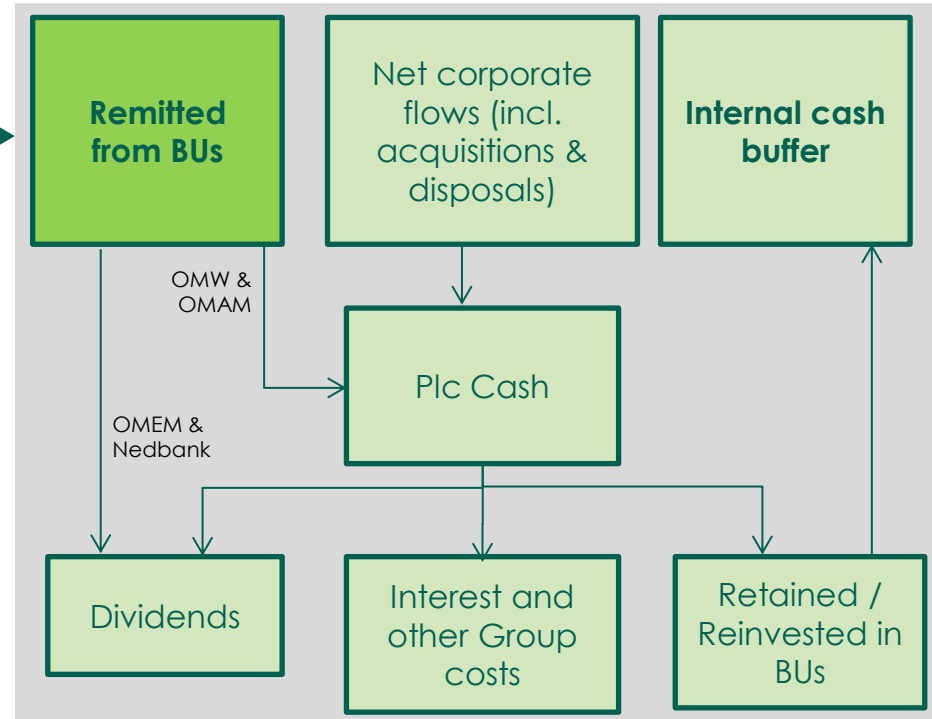 Remitted
from BUs
Net corporate
flows (incl.
acquisitions &
disposals)
Internal cash
buffer
OMW &
OMAM
Plc Cash
OMEM &
Nedbank
Dividends
Interest and
other Group
costs
Retained /
Reinvested in
BUs